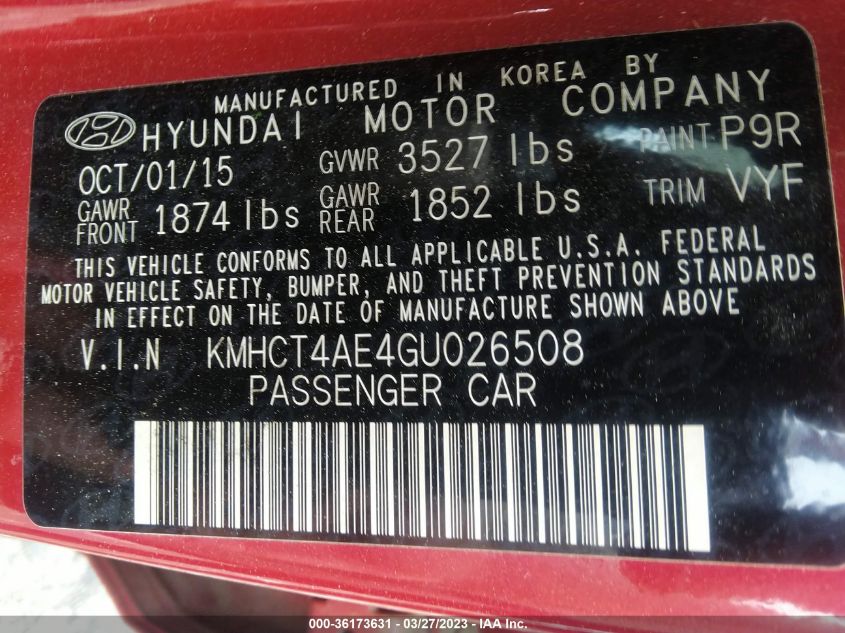 MANUFACTURED IN KOREA BY
HYUNDAI MOTOR COMPANY
OCT/01/15 GVWR 3527 lbs PAINT P9R
GAWR FRONT 1874 lbs GAWR REAR 1852 lbs TRIM VYF
THIS VEHICLE CONFORMS TO ALL APPLICABLE U.S.A. FEDERAL
MOTOR VEHICLE SAFETY, BUMPER, AND THEFT PREVENTION STANDARDS
IN EFFECT ON THE DATE OF MANUFACTURE SHOWN ABOVE
V.I.N KMHCT4AE4GU026508
PASSENGER CAR
000-36173631 - 03/27/2023 - IAAI.COM